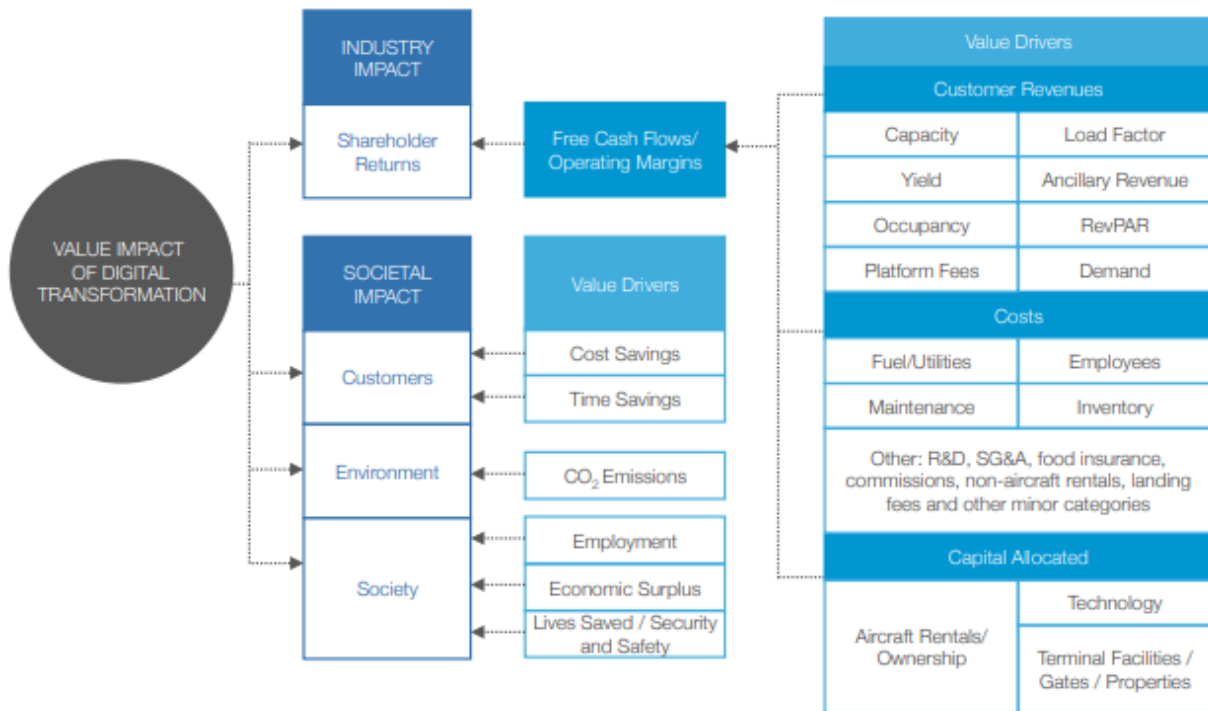 VALUE IMPACT
OF DIGITAL
TRANSFORMATION
INDUSTRY
IMPACT
Shareholder
Returns
Free Cash Flows/
Operating Margins
SOCIETAL
IMPACT
Customers
Environment
Society
Value Drivers
Cost Savings
Time Savings
CO₂ Emissions
Employment
Economic Surplus
Lives Saved / Security
and Safety
Value Drivers
Customer Revenues
Capacity
Load Factor
Yield
Ancillary Revenue
Occupancy
RevPAR
Platform Fees
Demand
Costs
Fuel/Utilities
Employees
Maintenance
Inventory
Other: R&D, SG&A, food insurance,
commissions, non-aircraft rentals, landing
fees and other minor categories
Capital Allocated
Aircraft Rentals/
Ownership
Technology
Terminal Facilities /
Gates / Properties